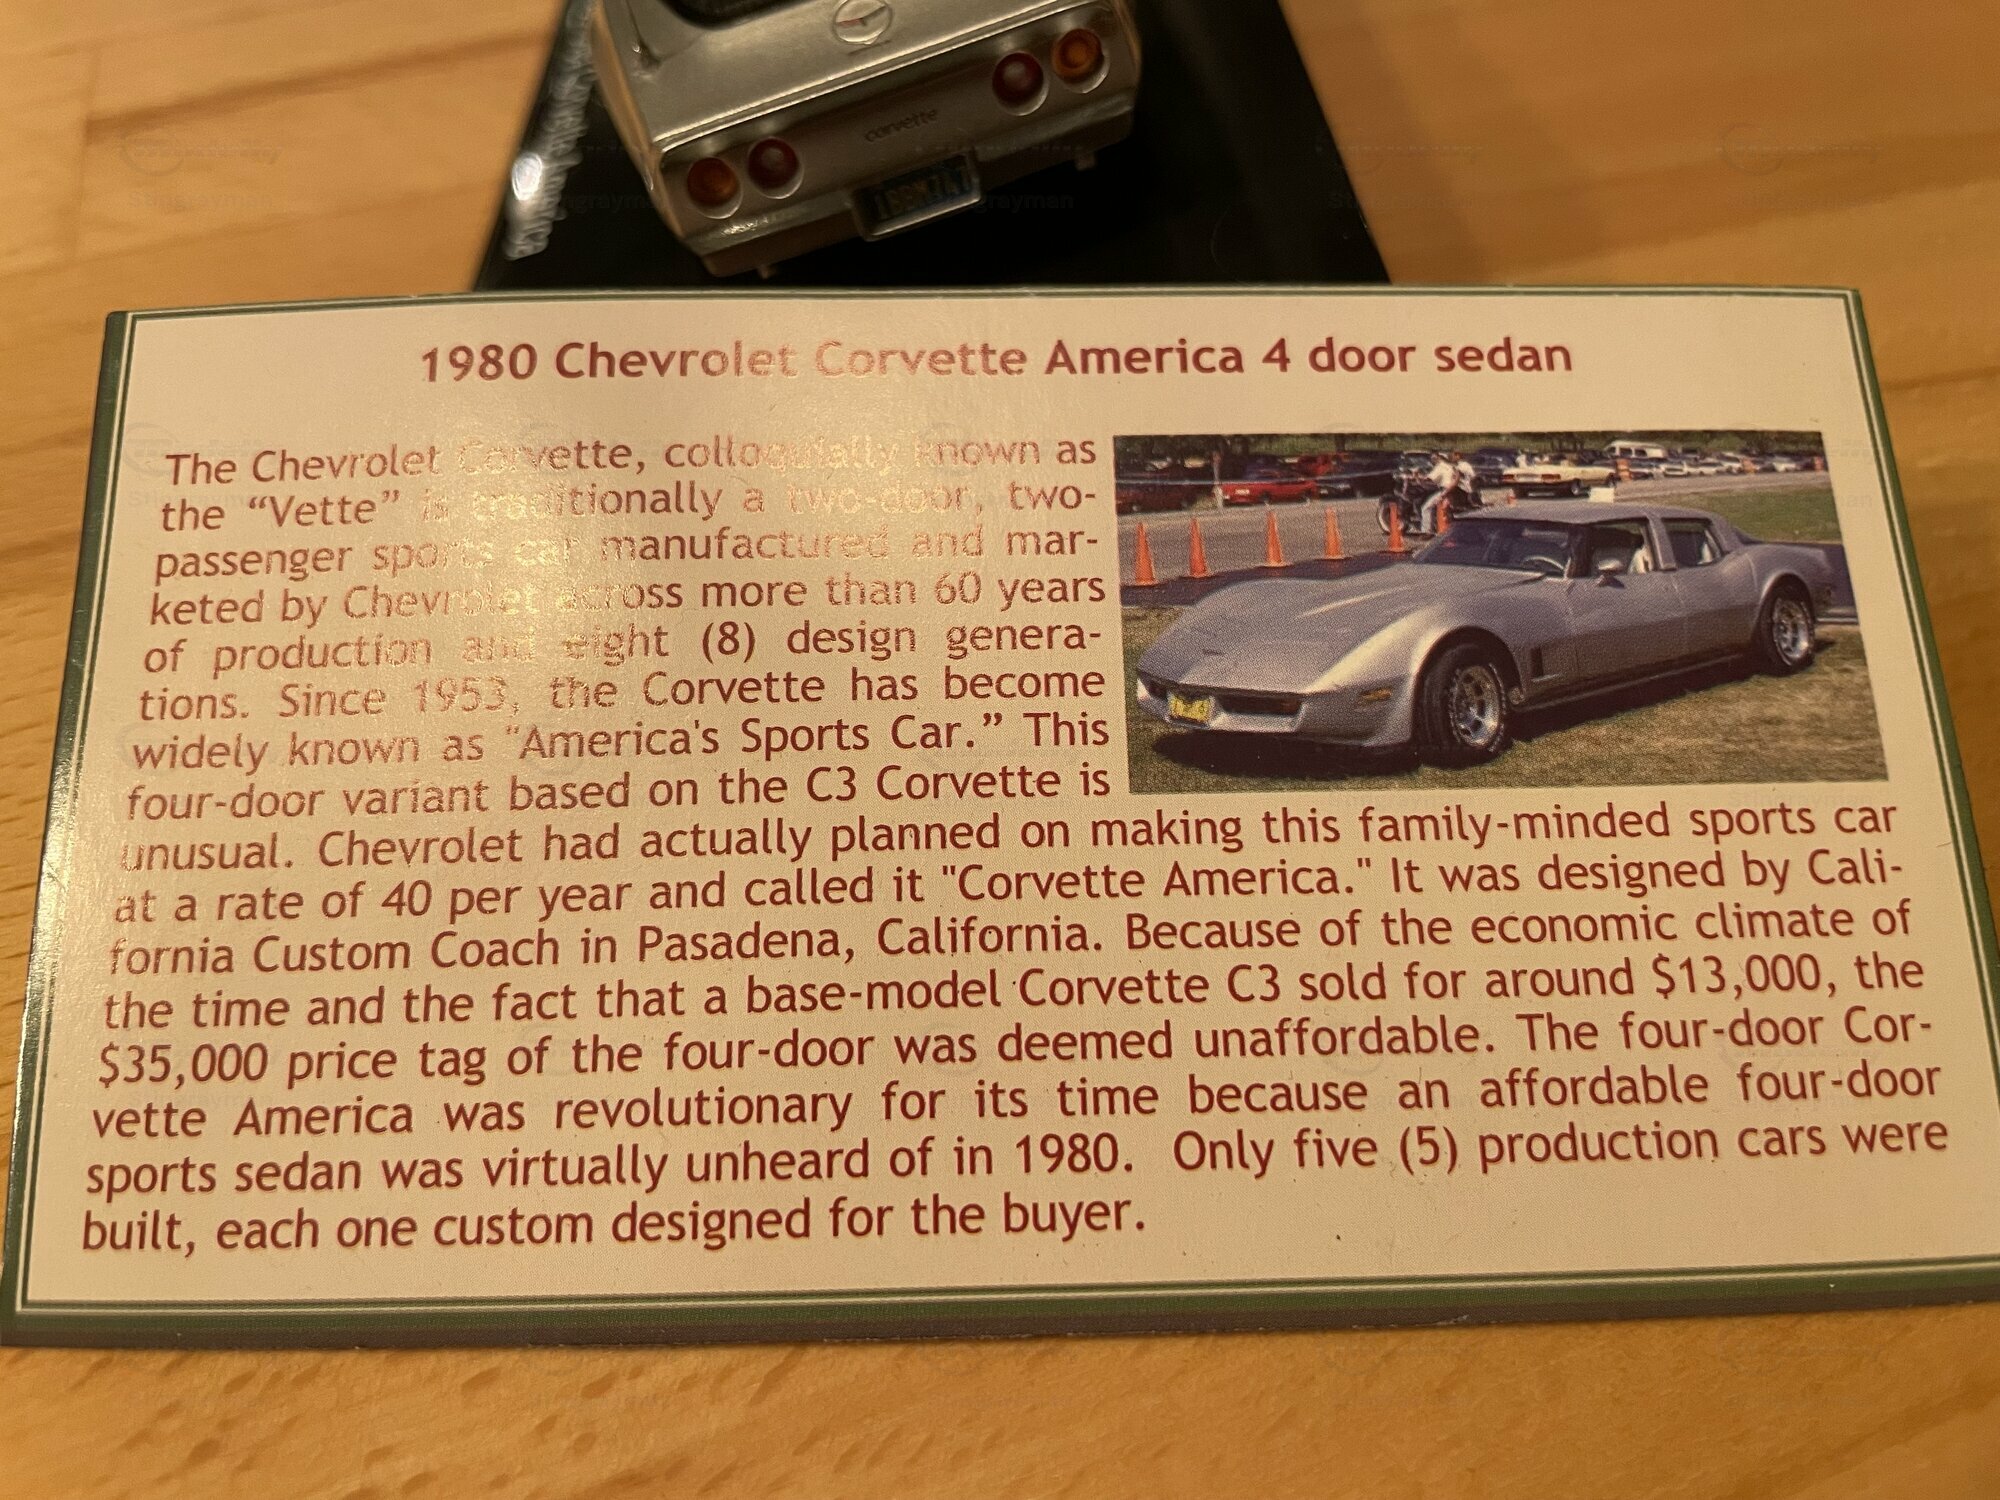 corvette
1980 Chevrolet Corvette America 4 door sedan
The Chevrolet Corvette, colloquially known as
the “Vette” is traditionally a two-door, two-
passenger sports car manufactured and mar-
keted by Chevrolet across more than 60 years
of production and eight (8) design genera-
tions. Since 1953, the Corvette has become
widely known as "America's Sports Car.” This
four-door variant based on the C3 Corvette is
unusual. Chevrolet had actually planned on making this family-minded sports car
at a rate of 40 per year and called it "Corvette America." It was designed by Cali-
fornia Custom Coach in Pasadena, California. Because of the economic climate of
the time and the fact that a base-model Corvette C3 sold for around $13,000, the
$35,000 price tag of the four-door was deemed unaffordable. The four-door Cor-
vette America was revolutionary for its time because an affordable four-door
sports sedan was virtually unheard of in 1980. Only five (5) production cars were
built, each one custom designed for the buyer.